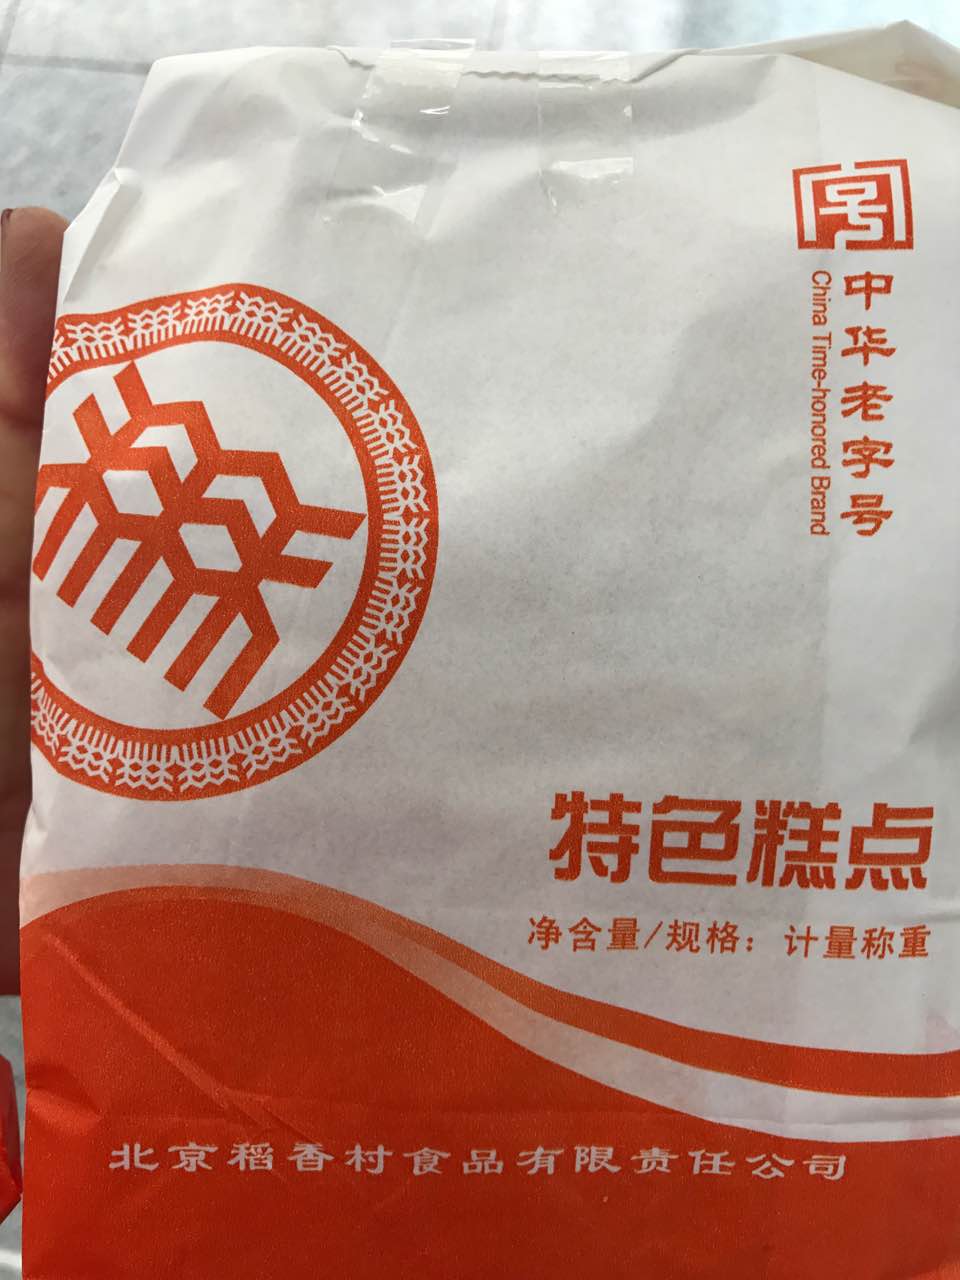 中华老字号
China Time-honored Brand
特色糕点
净含量/规格：计量称重
北京稻香村食品有限责任公司